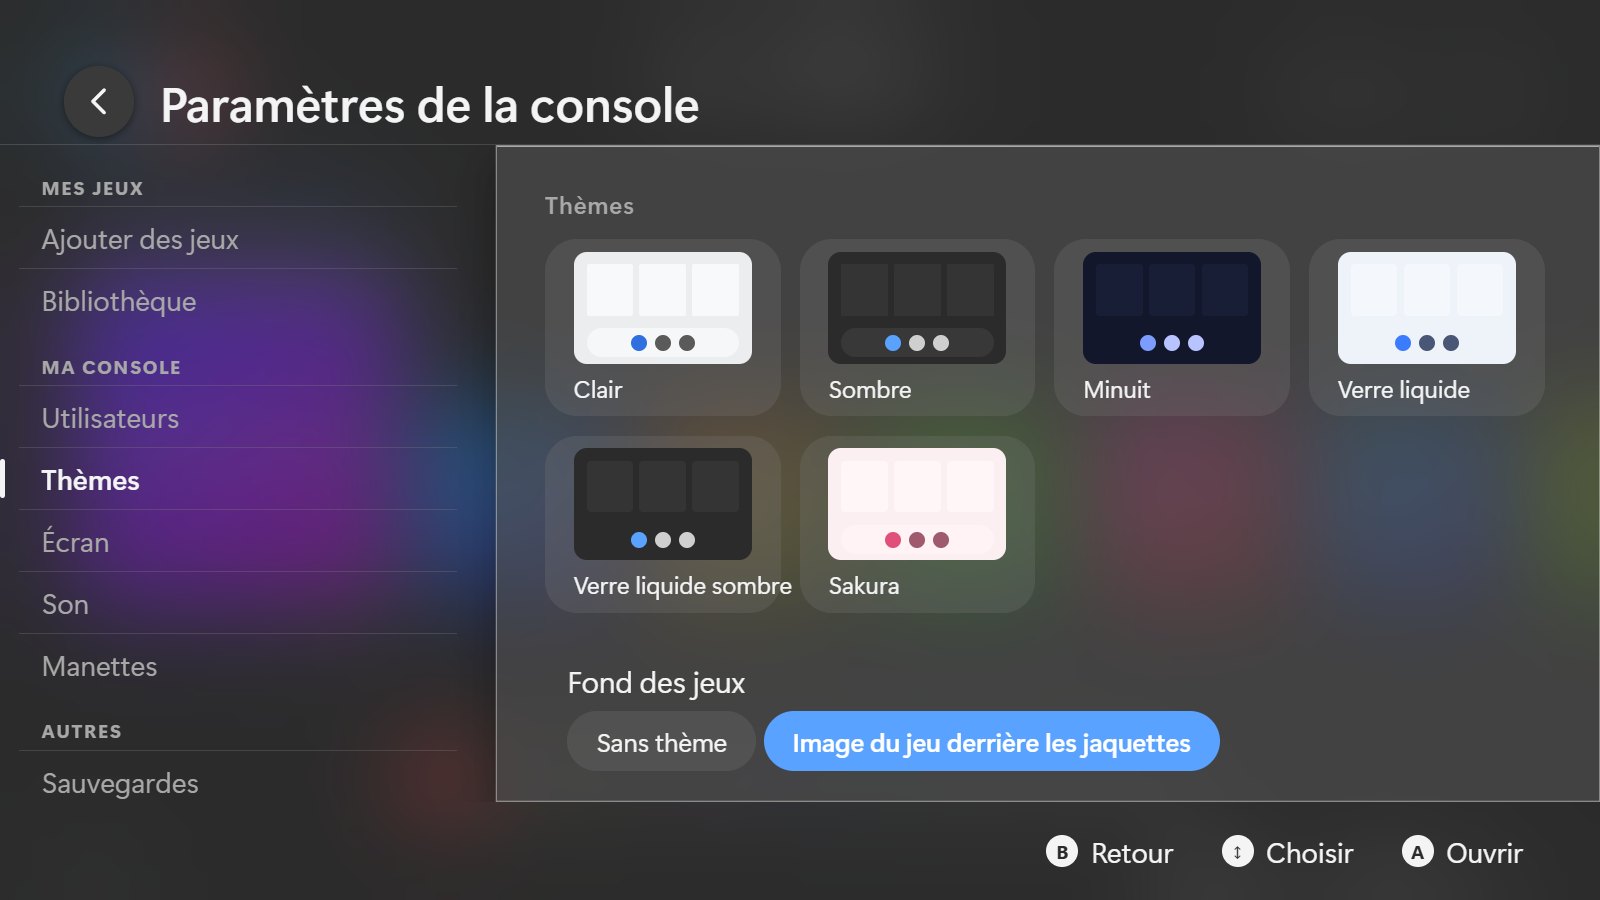 Paramètres de la console
MES JEUX
Ajouter des jeux
Bibliothèque
MA CONSOLE
Utilisateurs
Thèmes
Écran
Son
Manettes
AUTRES
Sauvegardes
Thèmes
Clair
Sombre
Minuit
Verre liquide
Verre liquide sombre
Sakura
Fond des jeux
Sans thème
Image du jeu derrière les jaquettes
B Retour
↕ Choisir
A Ouvrir